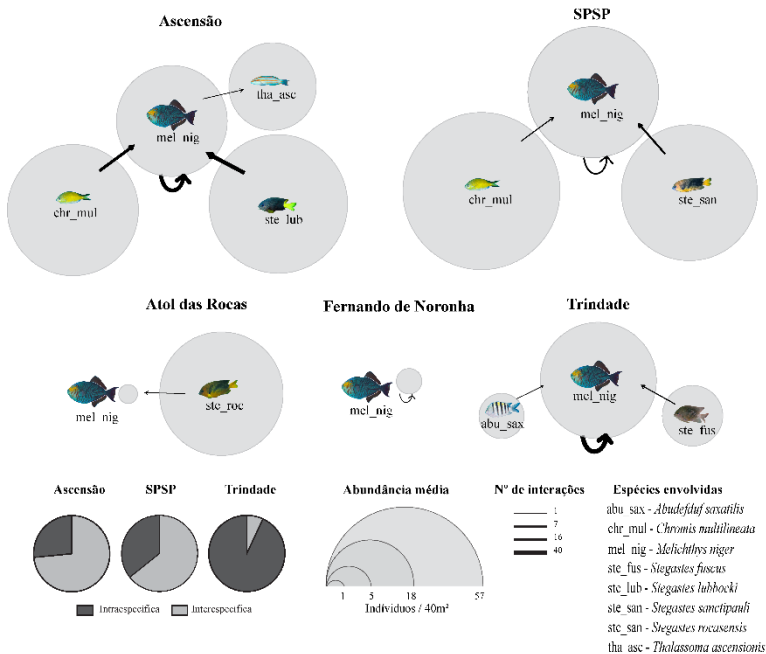 Ascensão
SPSP
tha_asc
mel_nig
mel_nig
chr_mul
ste_lub
chr_mul
ste_san
Atol das Rocas
Fernando de Noronha
Trindade
mel_nig
ste_roc
mel_nig
mel_nig
abu_sax
ste_fus
Ascensão
SPSP
Trindade
Intraespecífica
Interespecífica
Abundância média
1
5
18
57
Indivíduos / 40m²
Nº de interações
1
7
16
40
Espécies envolvidas
abu_sax - Abudefduf saxatilis
chr_mul - Chromis multilineata
mel_nig - Melichthys niger
ste_fus - Stegastes fuscus
ste_lub - Stegastes lubbocki
ste_san - Stegastes sanctipauli
ste_san - Stegastes rocasensis
tha_asc - Thalassoma ascensionis